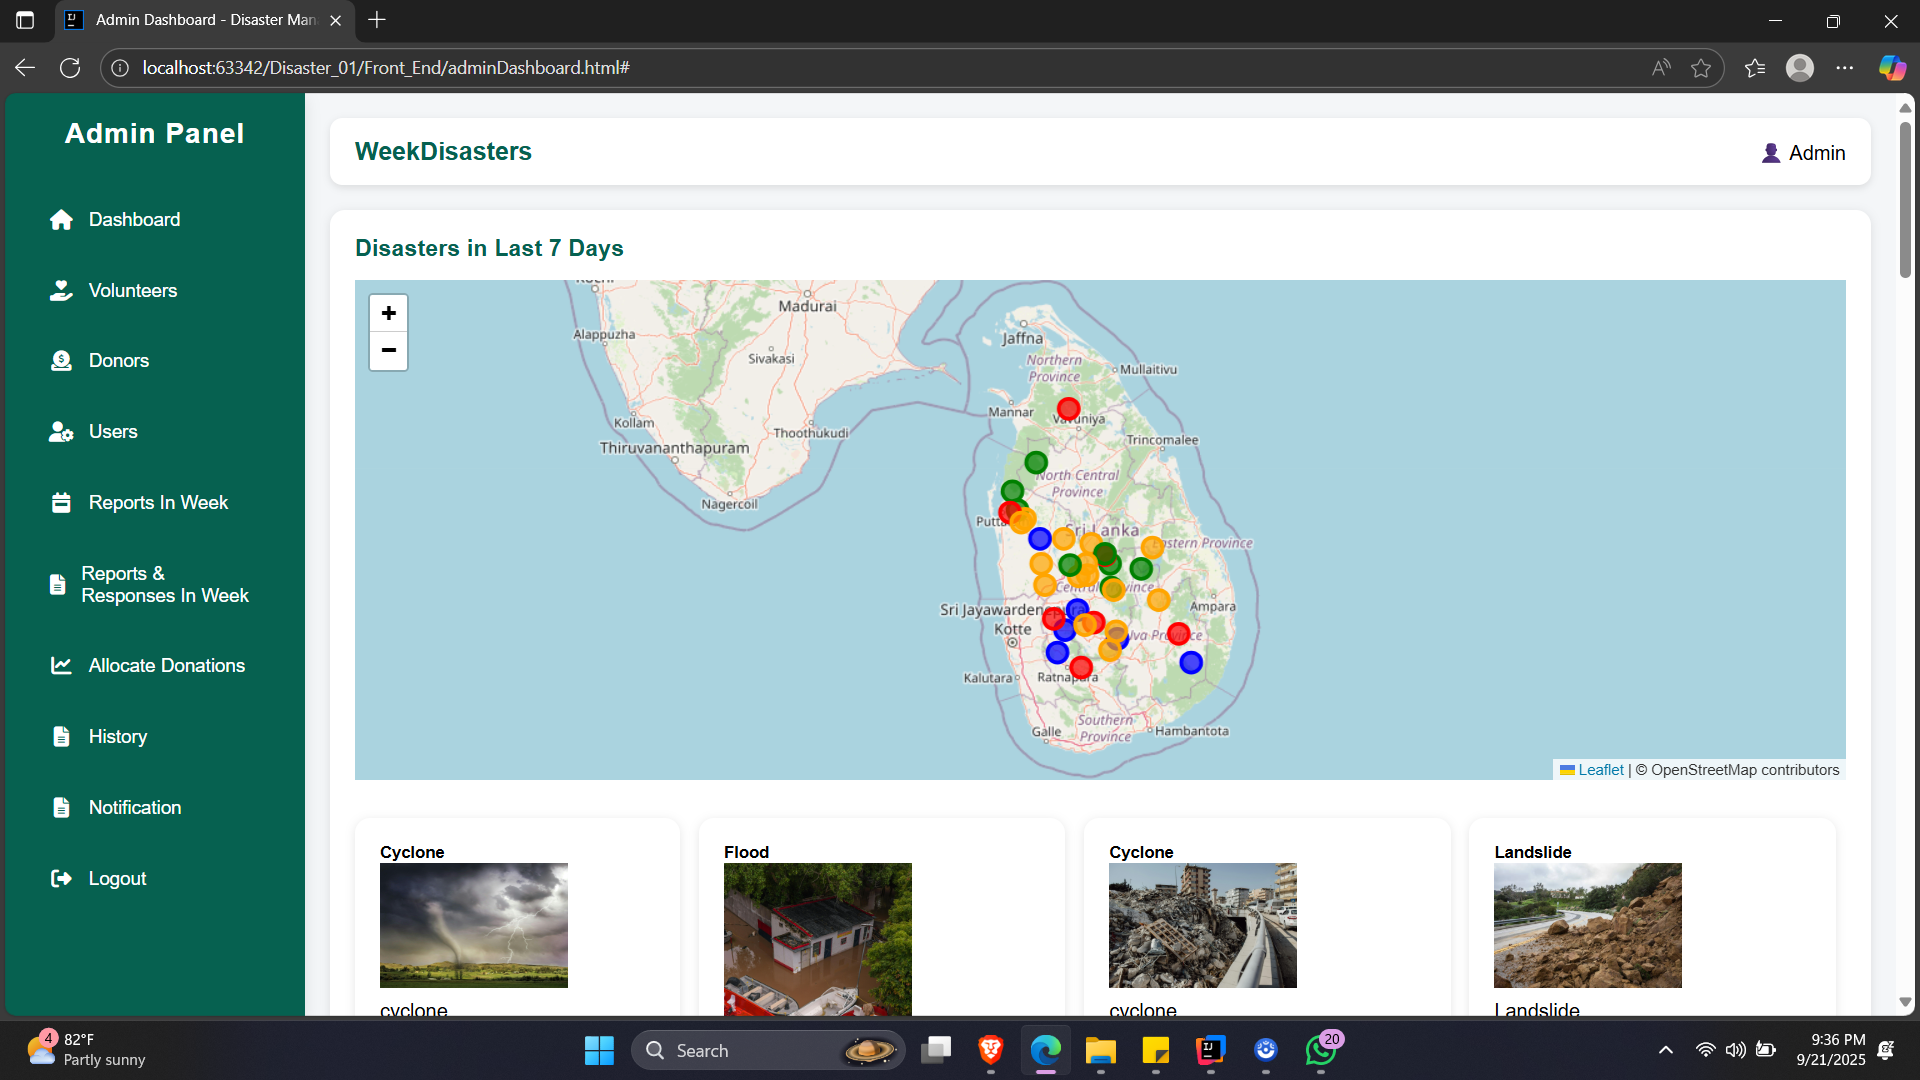 Admin Dashboard - Disaster Man
localhost:63342/Disaster_01/Front_End/adminDashboard.html#
Admin Panel
Dashboard
Volunteers
Donors
Users
Reports In Week
Reports &
Responses In Week
Allocate Donations
History
Notification
Logout
WeekDisasters
Admin
Disasters in Last 7 Days
+
−
Kochi
Madurai
Alappuzha
Sivakasi
Kollam
Thoothukudi
Thiruvananthapuram
Nagercoil
Jaffna
Northern
Province
Mullaitivu
Mannar
Vavuniya
Trincomalee
North Central
Province
Putta
Sri Lanka
Eastern Province
Central Province
Sri Jayawardenepura
Kotte
Ampara
Uva Province
Kalutara
Ratnapura
Southern
Province
Galle
Hambantota
Leaflet | © OpenStreetMap contributors
Cyclone
cyclone
Flood
Cyclone
cyclone
Landslide
Landslide
4
82°F
Partly sunny
Search
20
9:36 PM
9/21/2025